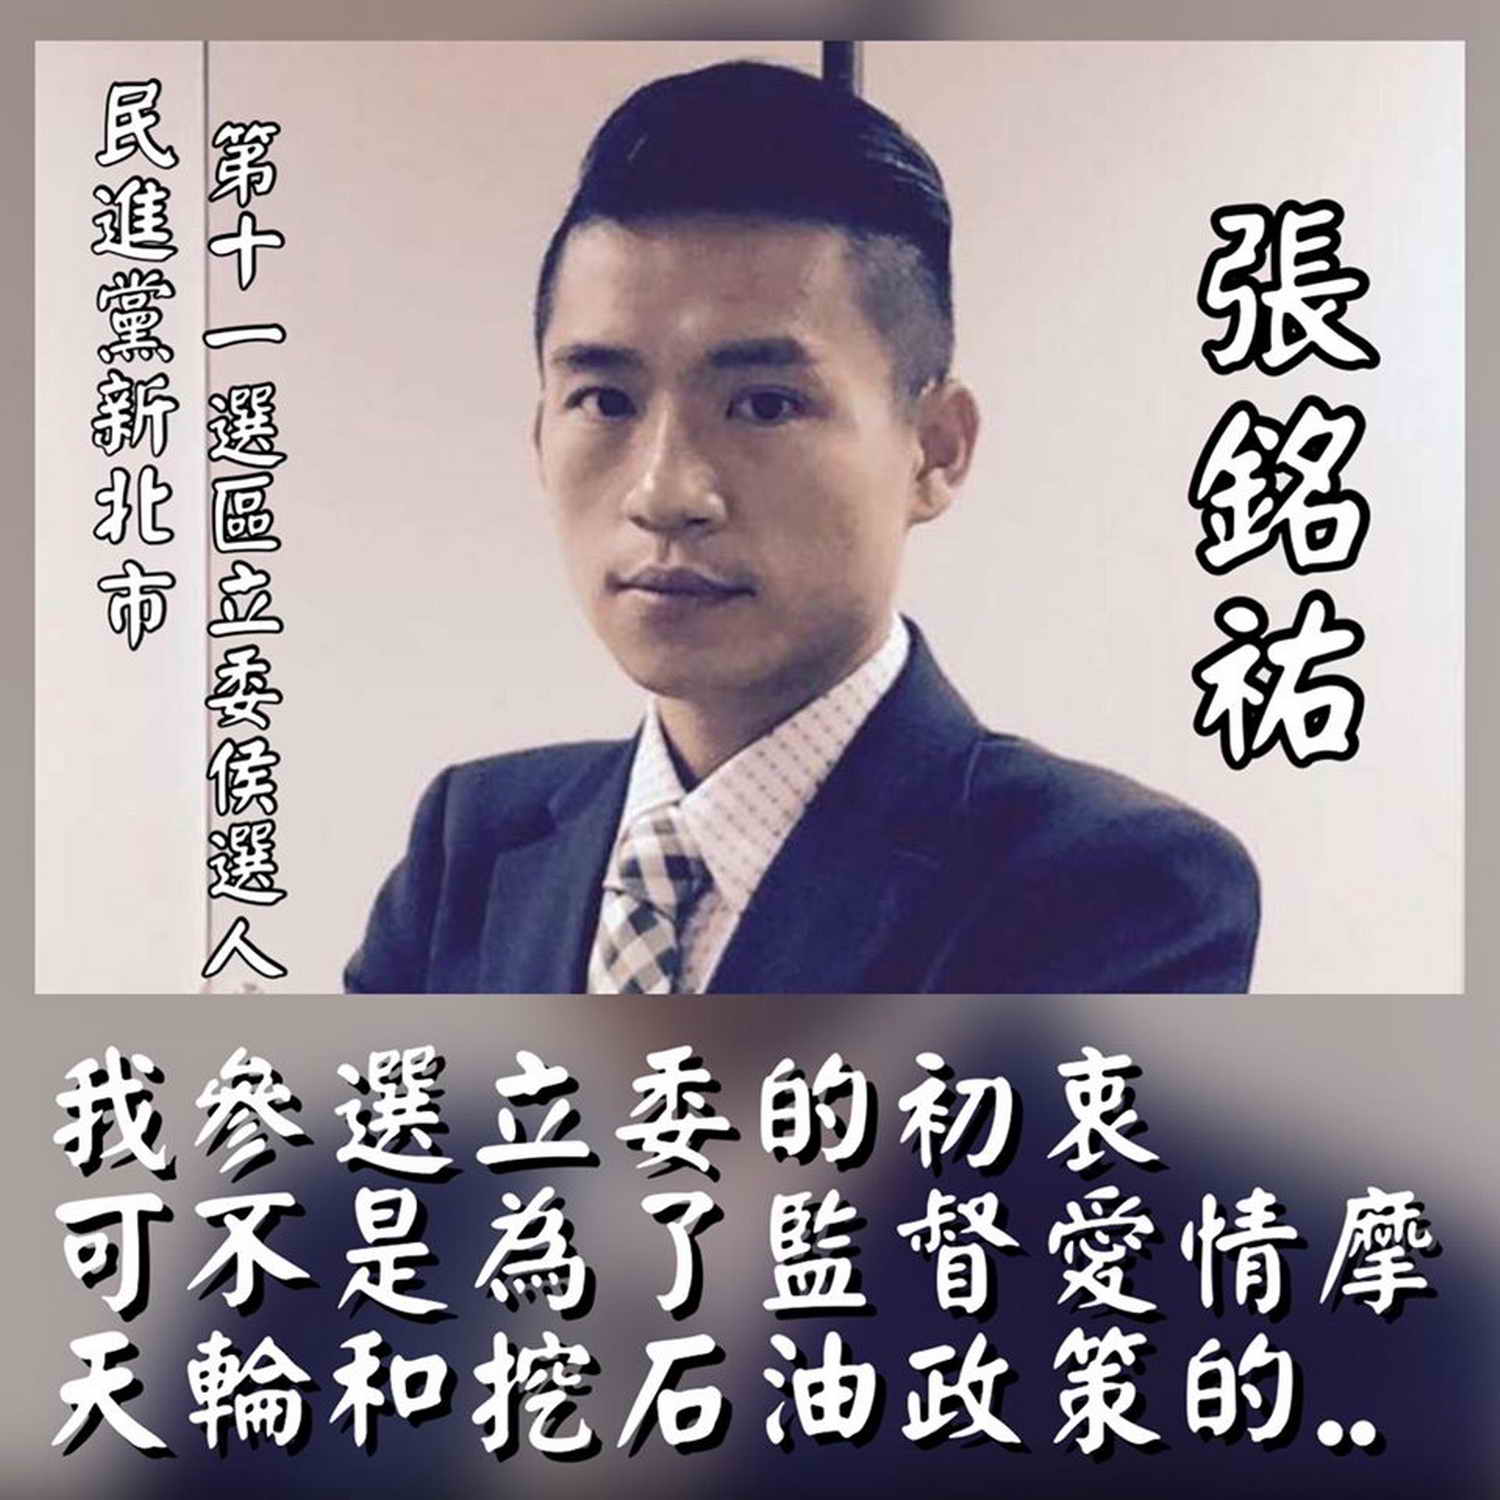 民進黨新北市
第十一選區立委侯選人
張銘祐
我參選立委的初衷
可不是為了監督愛情摩
天輪和挖石油政策的..